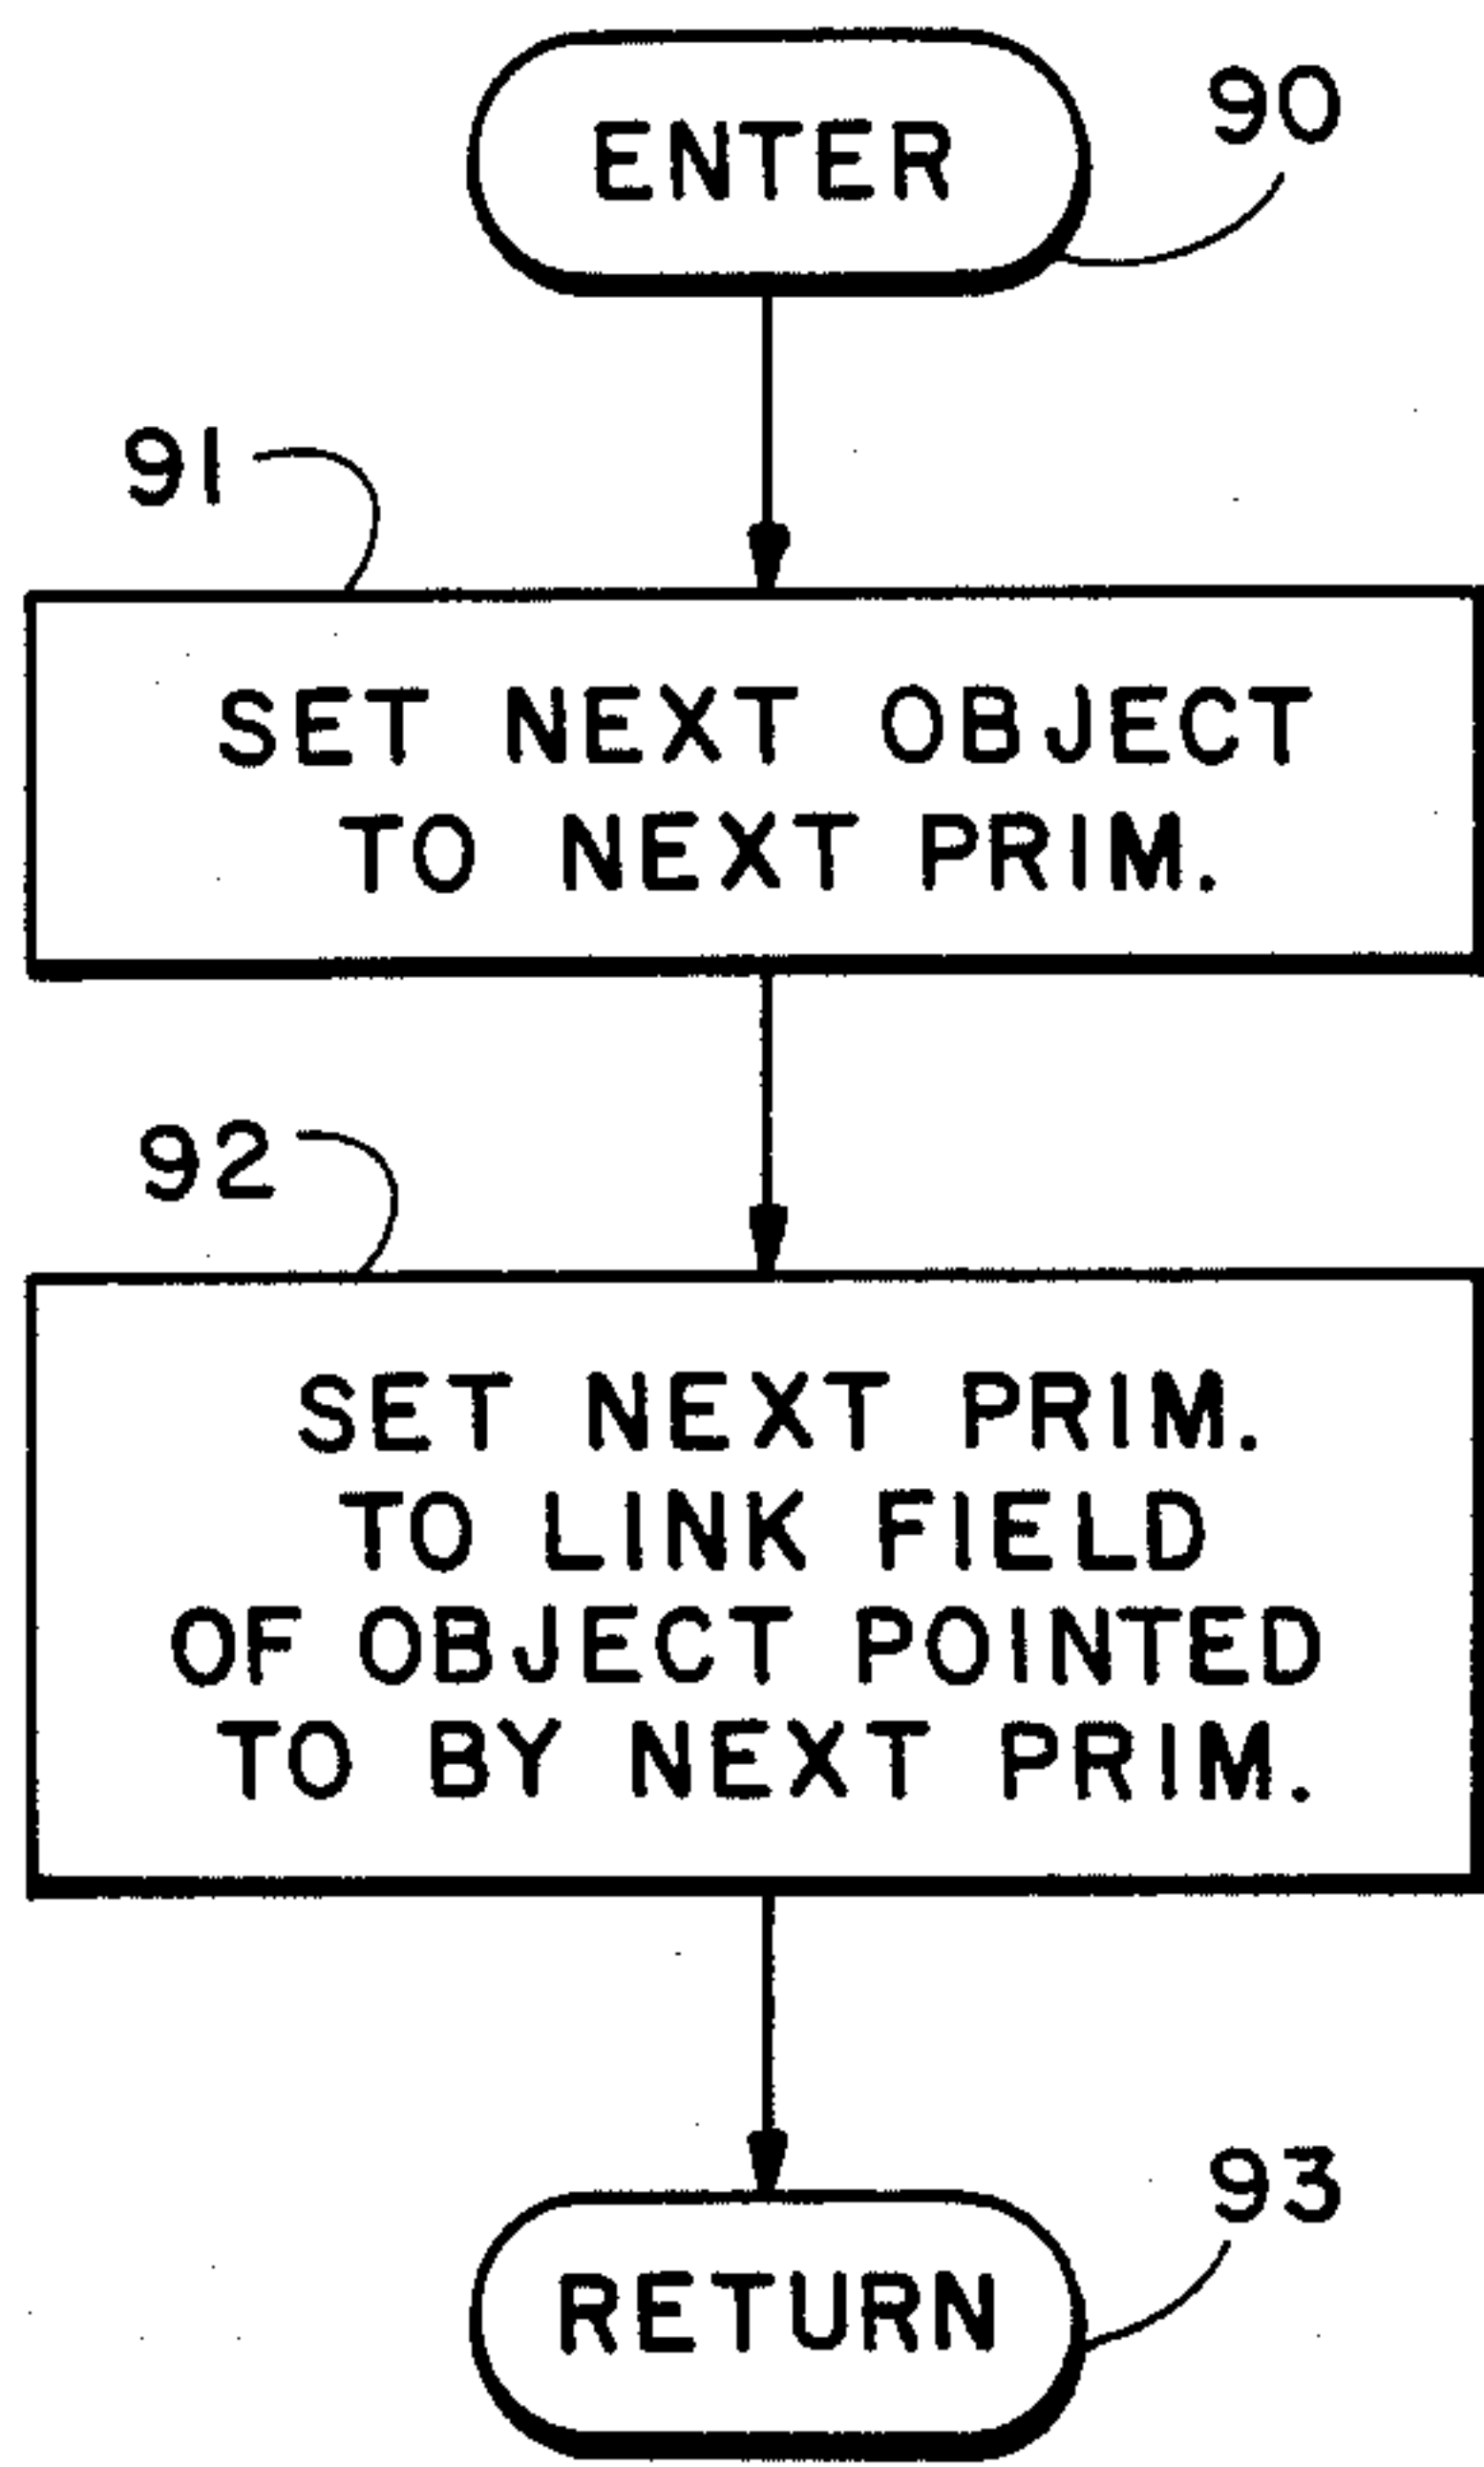 ENTER
90
91
SET NEXT OBJECT
TO NEXT PRIM.
92
SET NEXT PRIM.
TO LINK FIELD
OF OBJECT POINTED
TO BY NEXT PRIM.
93
RETURN